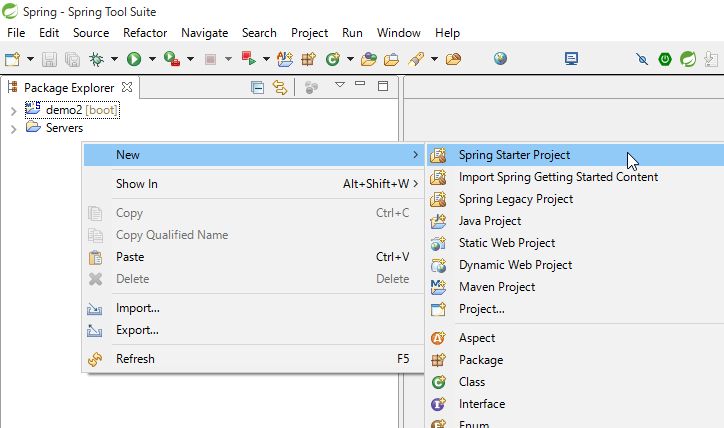 Spring - Spring Tool Suite
File Edit Source Refactor Navigate Search Project Run Window Help
Package Explorer
demo2 [boot]
Servers
New
Show In Alt+Shift+W
Copy Ctrl+C
Copy Qualified Name
Paste Ctrl+V
Delete Delete
Import...
Export...
Refresh F5
Spring Starter Project
Import Spring Getting Started Content
Spring Legacy Project
Java Project
Static Web Project
Dynamic Web Project
Maven Project
Project...
Aspect
Package
Class
Interface
Enum